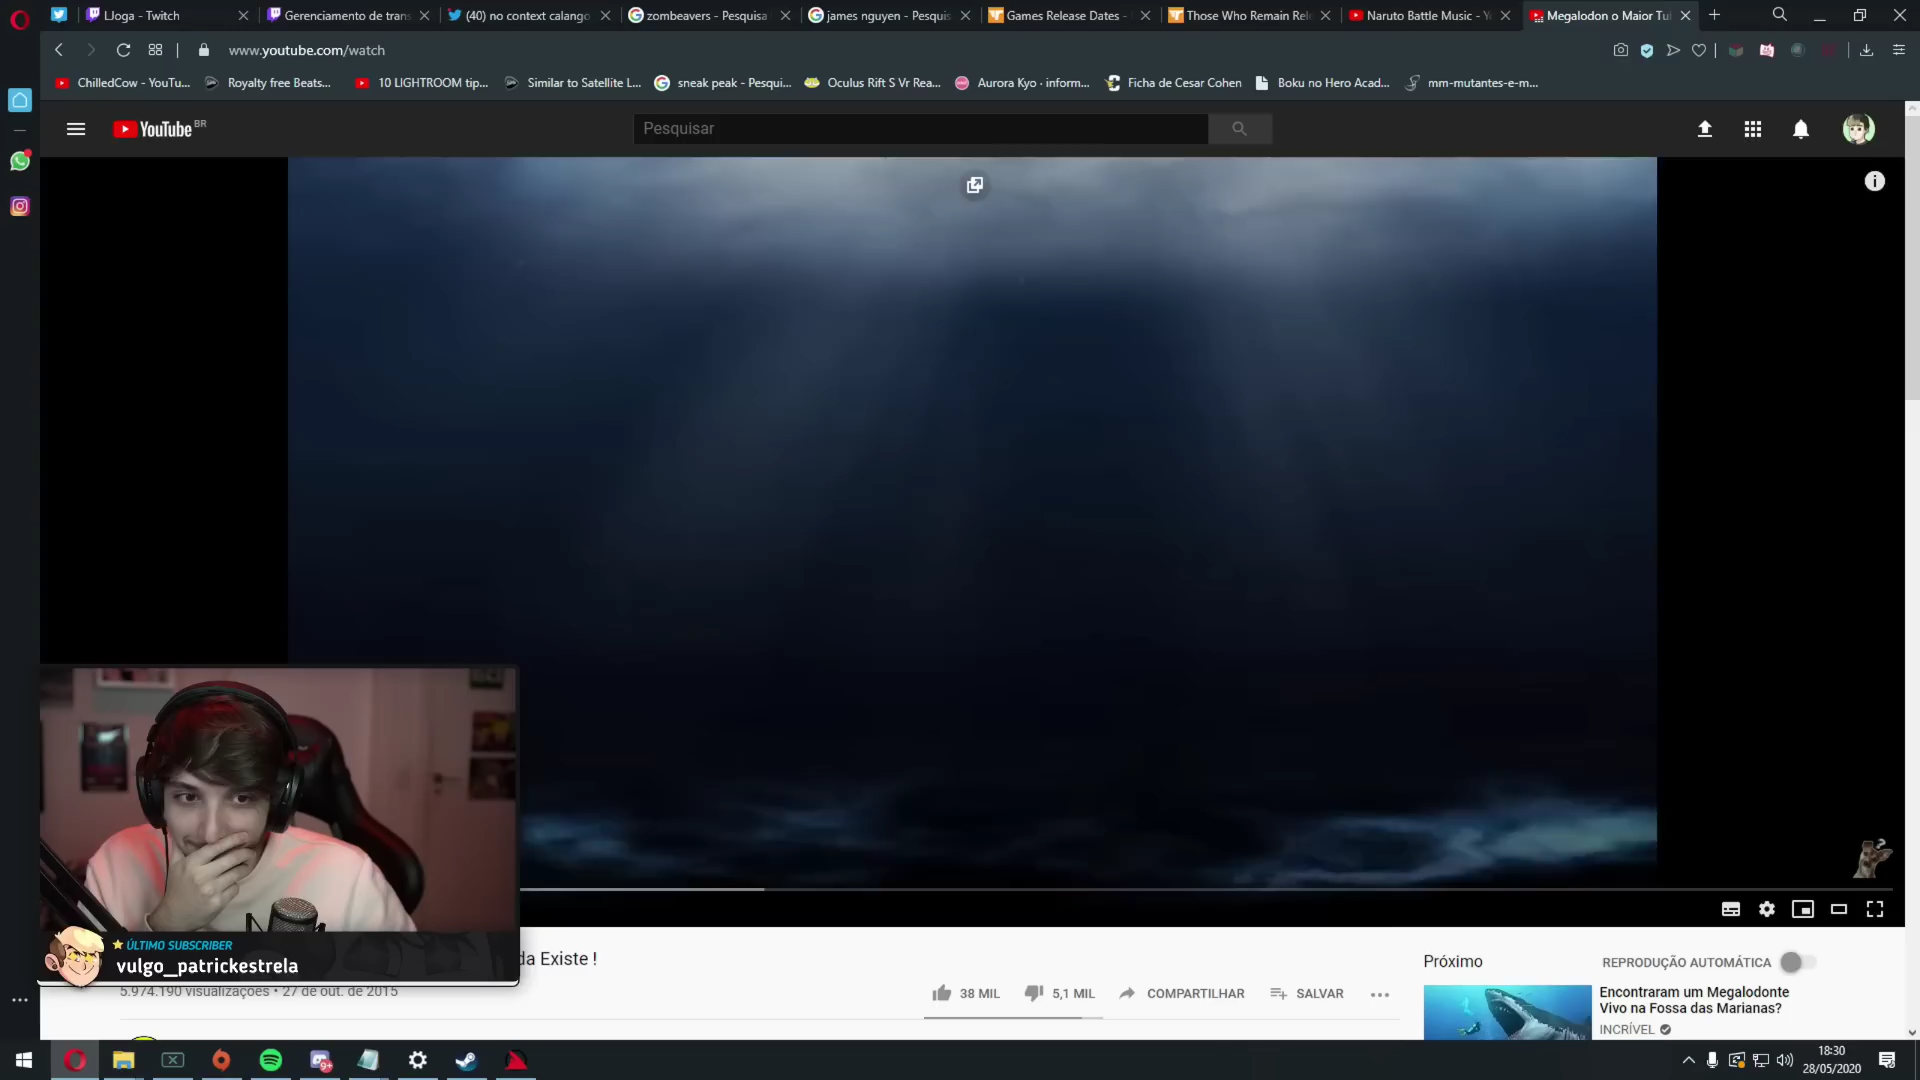 LJoga - Twitch
Gerenciamento de tran
(40) no context calango
zombeavers - Pesquisa
james nguyen - Pesquis
Games Release Dates -
Those Who Remain Rel
Naruto Battle Music - Y
Megalodon o Maior Tu
www.youtube.com/watch
ChilledCow - YouTu...
Royalty free Beats...
10 LIGHTROOM tip...
Similar to Satellite L...
sneak peak - Pesqui...
Oculus Rift S Vr Rea...
Aurora Kyo · inform...
Ficha de Cesar Cohen
Boku no Hero Acad...
mm-mutantes-e-m...
YouTube BR
Pesquisar
ÚLTIMO SUBSCRIBER
vulgo_patrickestrela
da Existe !
5.974.190 visualizações • 27 de out. de 2015
38 MIL
5,1 MIL
COMPARTILHAR
SALVAR
Próximo
REPRODUÇÃO AUTOMÁTICA
Encontraram um Megalodonte
Vivo na Fossa das Marianas?
INCRÍVEL
9+
18:30
28/05/2020